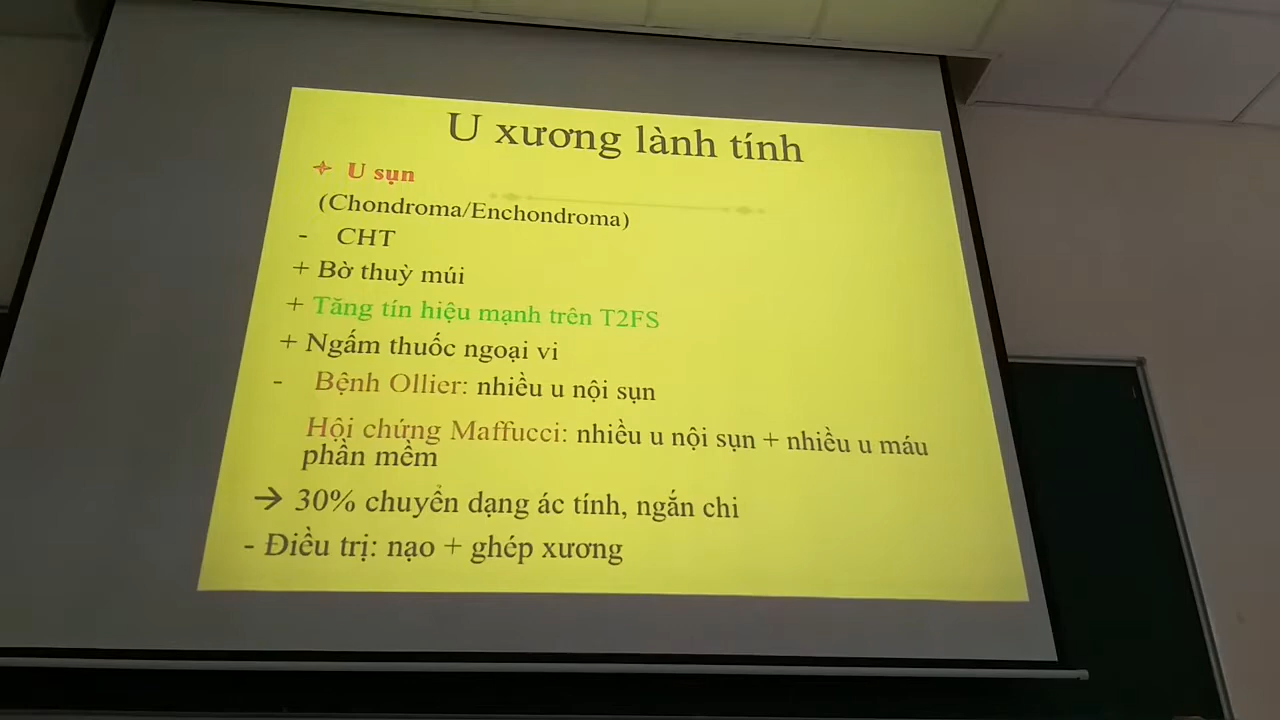 U xương lành tính
U sụn
(Chondroma/Enchondroma)
- CHT
+ Bờ thuỳ múi
+ Tăng tín hiệu mạnh trên T2FS
+ Ngấm thuốc ngoại vi
- Bệnh Ollier: nhiều u nội sụn
Hội chứng Maffucci: nhiều u nội sụn + nhiều u máu
phần mềm
→ 30% chuyển dạng ác tính, ngắn chi
- Điều trị: nạo + ghép xương